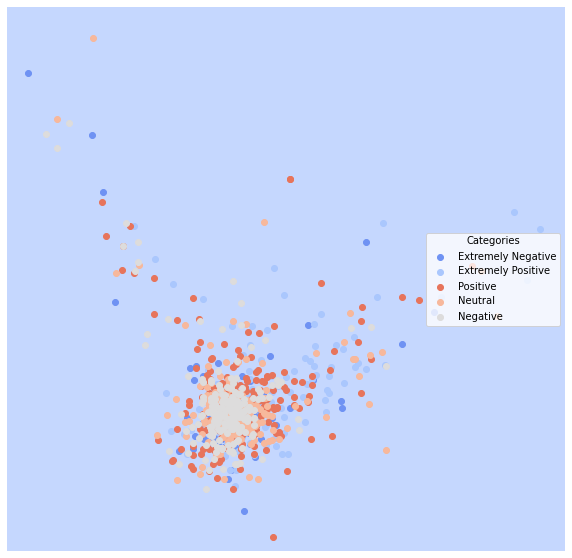 Categories
Extremely Negative
Extremely Positive
Positive
Neutral
Negative